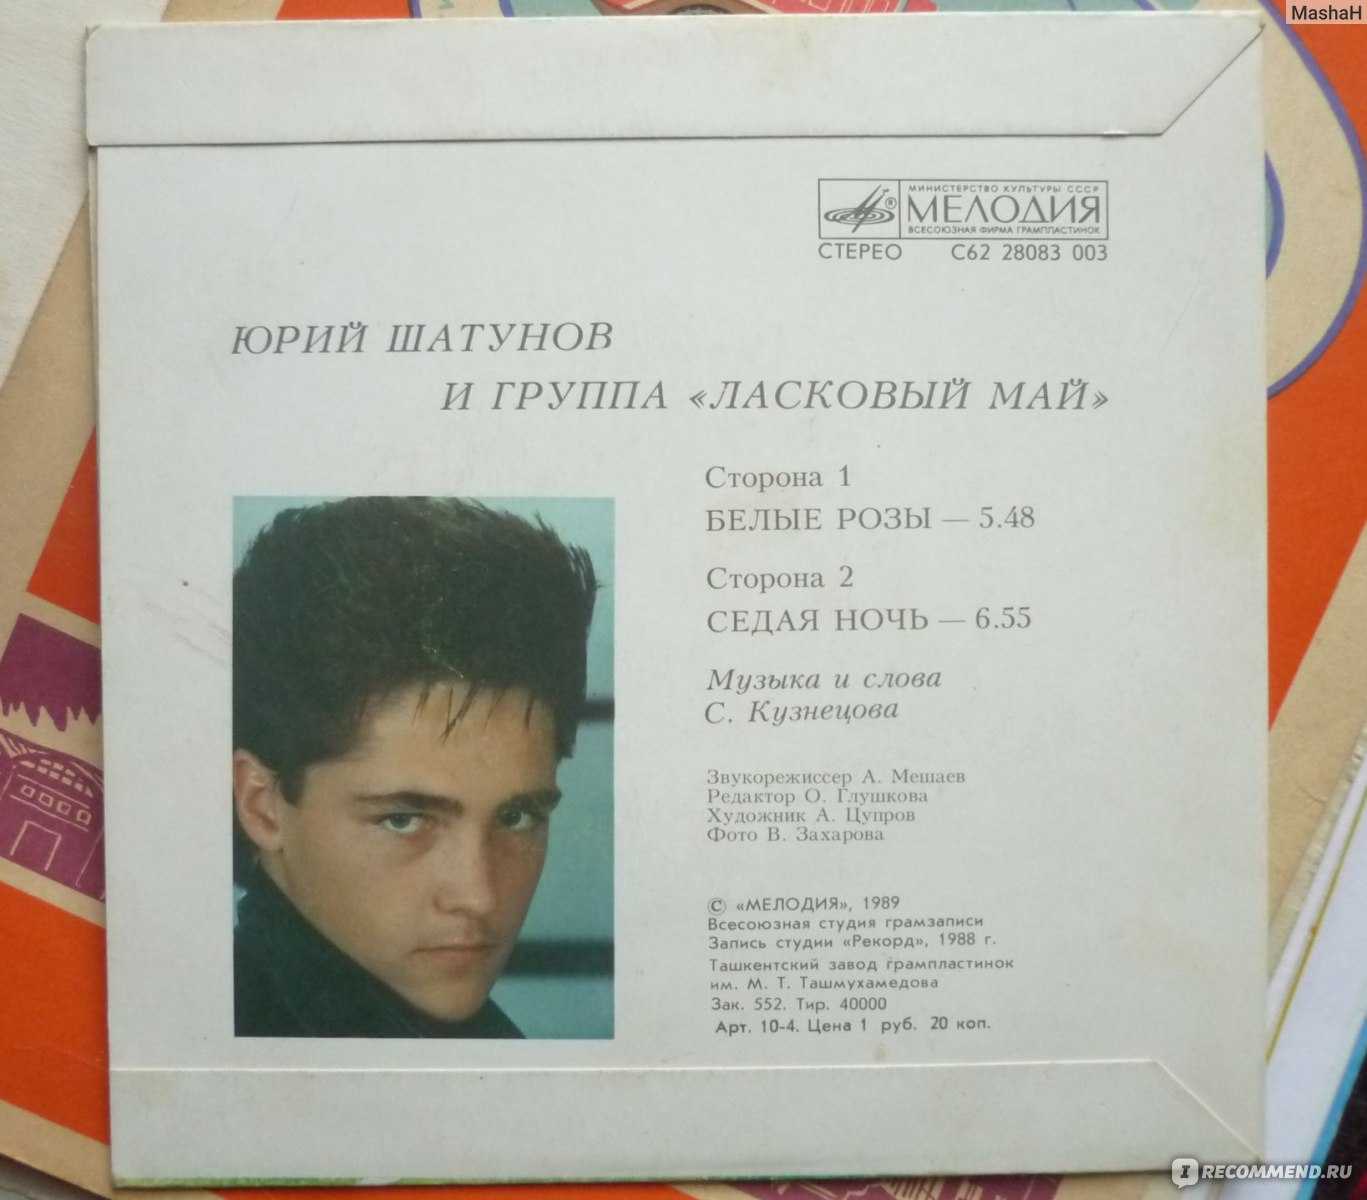 MashaH
МИНИСТЕРСТВО КУЛЬТУРЫ СССР
® МЕЛОДИЯ
ВСЕСОЮЗНАЯ ФИРМА ГРАМПЛАСТИНОК
СТЕРЕО С62 28083 003
ЮРИЙ ШАТУНОВ
И ГРУППА «ЛАСКОВЫЙ МАЙ»
Сторона 1
БЕЛЫЕ РОЗЫ — 5.48
Сторона 2
СЕДАЯ НОЧЬ — 6.55
Музыка и слова
С. Кузнецова
Звукорежиссер А. Мешаев
Редактор О. Глушкова
Художник А. Цупров
Фото В. Захарова
© «МЕЛОДИЯ», 1989
Всесоюзная студия грамзаписи
Запись студии «Рекорд», 1988 г.
Ташкентский завод грампластинок
им. М. Т. Ташмухамедова
Зак. 552. Тир. 40000
Арт. 10-4. Цена 1 руб. 20 коп.
I RECOMMEND.RU